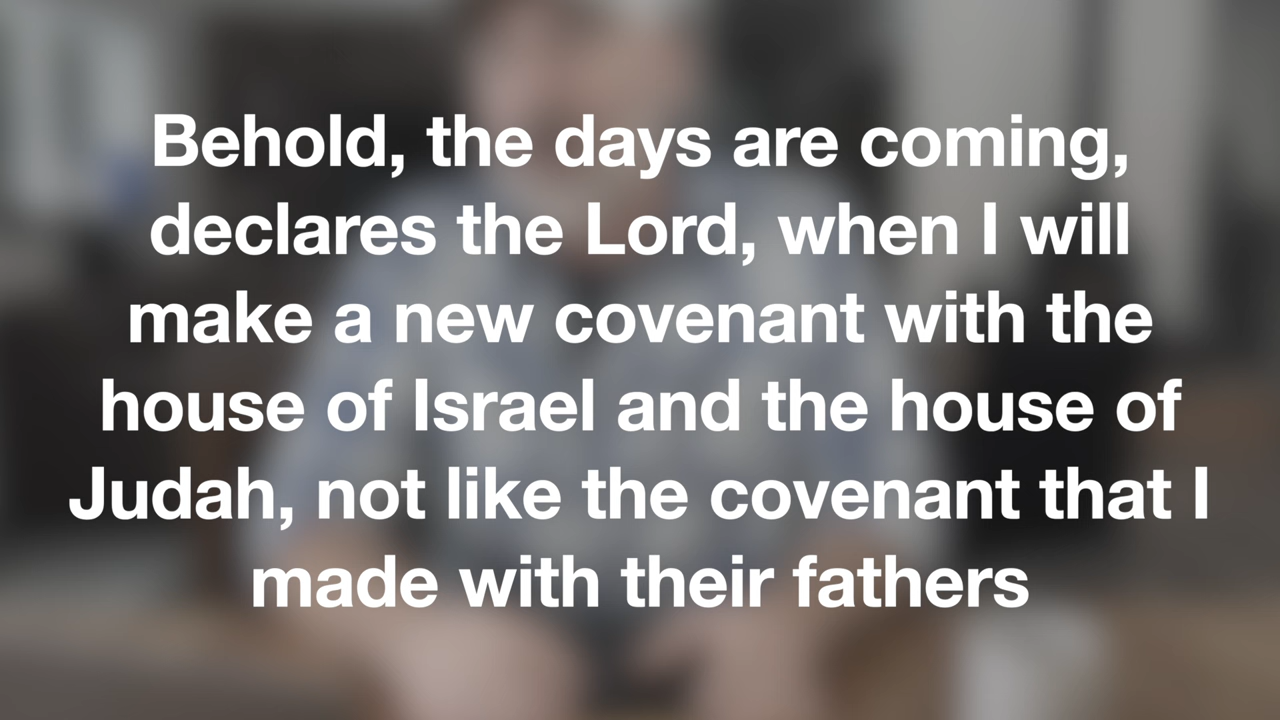 Behold, the days are coming,
declares the Lord, when I will
make a new covenant with the
house of Israel and the house of
Judah, not like the covenant that I
made with their fathers